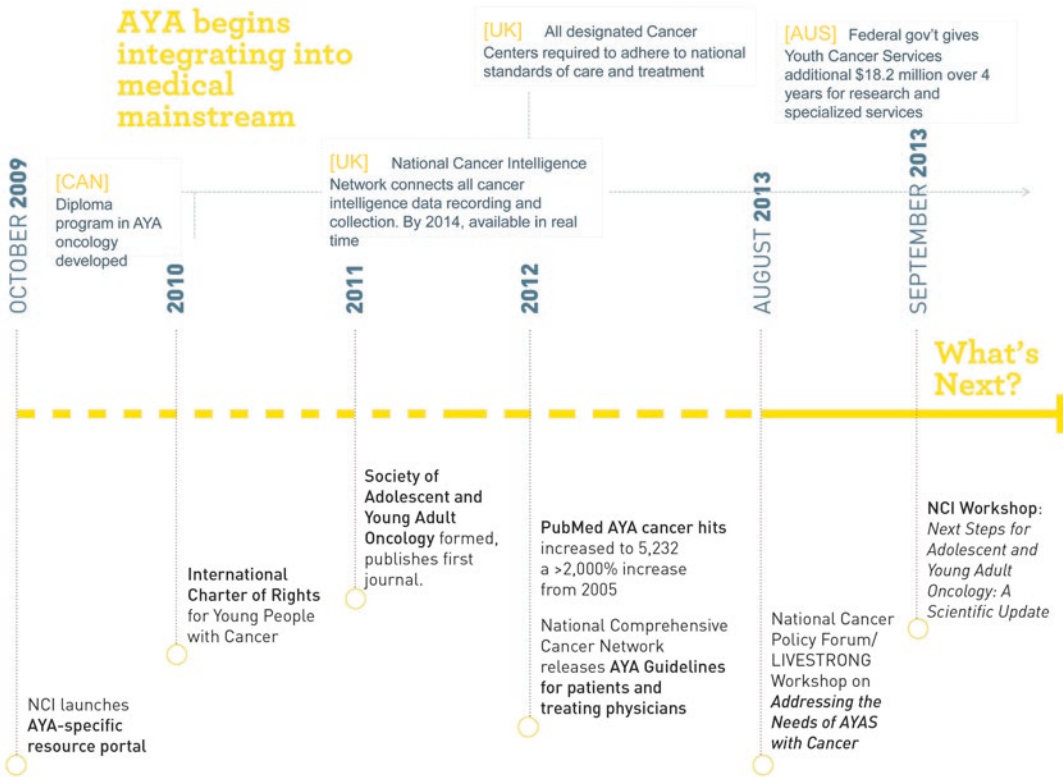 AYA begins
integrating into
medical
mainstream
[UK] All designated Cancer
Centers required to adhere to national
standards of care and treatment
[AUS] Federal gov't gives
Youth Cancer Services
additional $18.2 million over 4
years for research and
specialized services
[CAN]
Diploma
program in AYA
oncology
developed
[UK] National Cancer Intelligence
Network connects all cancer
intelligence data recording and
collection. By 2014, available in real
time
OCTOBER 2009
2010
2011
2012
AUGUST 2013
SEPTEMBER 2013
What's
Next?
NCI launches
AYA-specific
resource portal
International
Charter of Rights
for Young People
with Cancer
Society of
Adolescent and
Young Adult
Oncology formed,
publishes first
journal.
PubMed AYA cancer hits
increased to 5,232
a >2,000% increase
from 2005
National Comprehensive
Cancer Network
releases AYA Guidelines
for patients and
treating physicians
National Cancer
Policy Forum/
LIVESTRONG
Workshop on
Addressing the
Needs of AYAS
with Cancer
NCI Workshop:
Next Steps for
Adolescent and
Young Adult
Oncology: A
Scientific Update